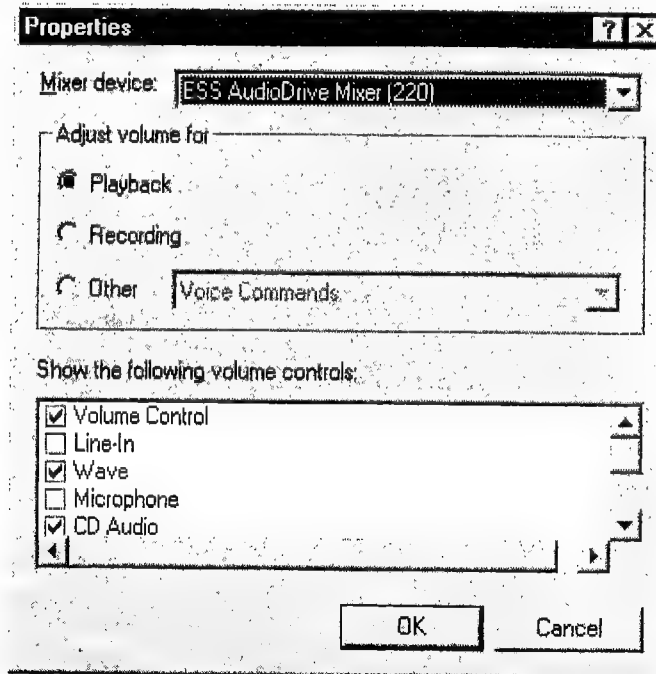 Properties ? X
Mixer device: ESS AudioDrive Mixer (220)
Adjust volume for
Playback
Recording
Other Voice Commands
Show the following volume controls:
Volume Control
Line-In
Wave
Microphone
CD Audio
OK Cancel